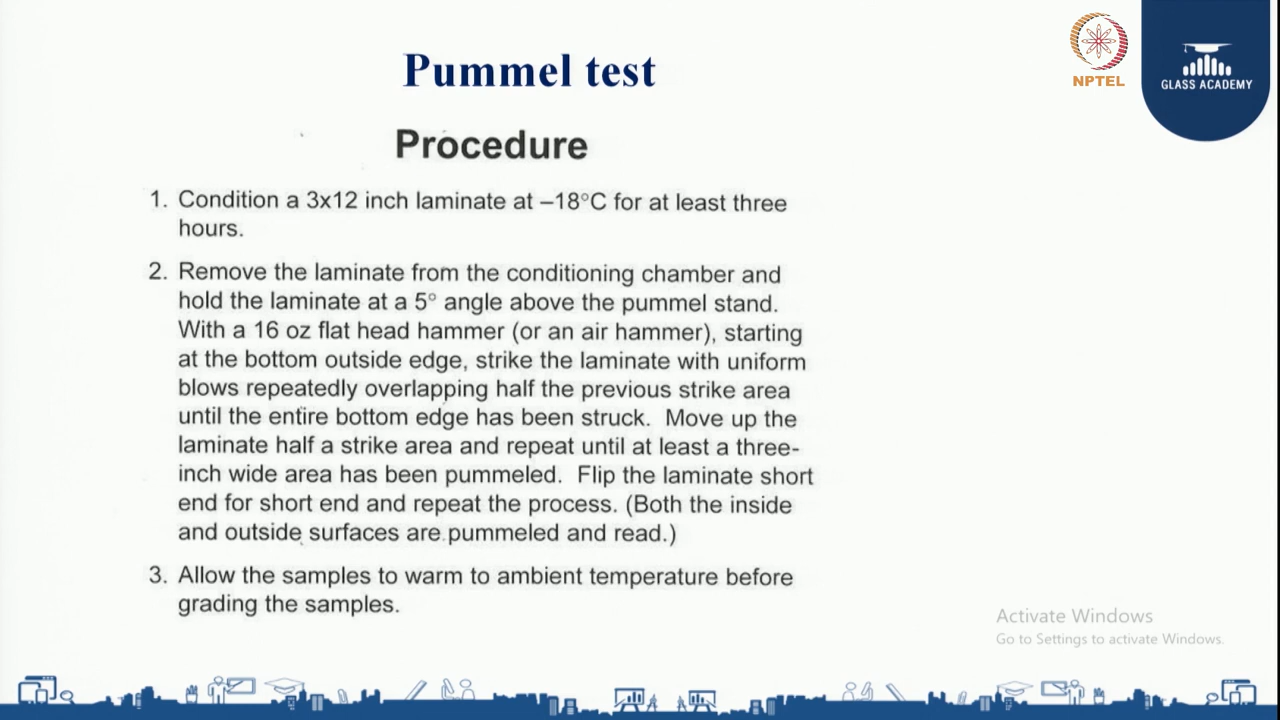 Pummel test
NPTEL
GLASS ACADEMY
Procedure
1. Condition a 3x12 inch laminate at –18°C for at least three
hours.
2. Remove the laminate from the conditioning chamber and
hold the laminate at a 5° angle above the pummel stand.
With a 16 oz flat head hammer (or an air hammer), starting
at the bottom outside edge, strike the laminate with uniform
blows repeatedly overlapping half the previous strike area
until the entire bottom edge has been struck. Move up the
laminate half a strike area and repeat until at least a three-
inch wide area has been pummeled. Flip the laminate short
end for short end and repeat the process. (Both the inside
and outside surfaces are pummeled and read.)
3. Allow the samples to warm to ambient temperature before
grading the samples.
Activate Windows
Go to Settings to activate Windows.